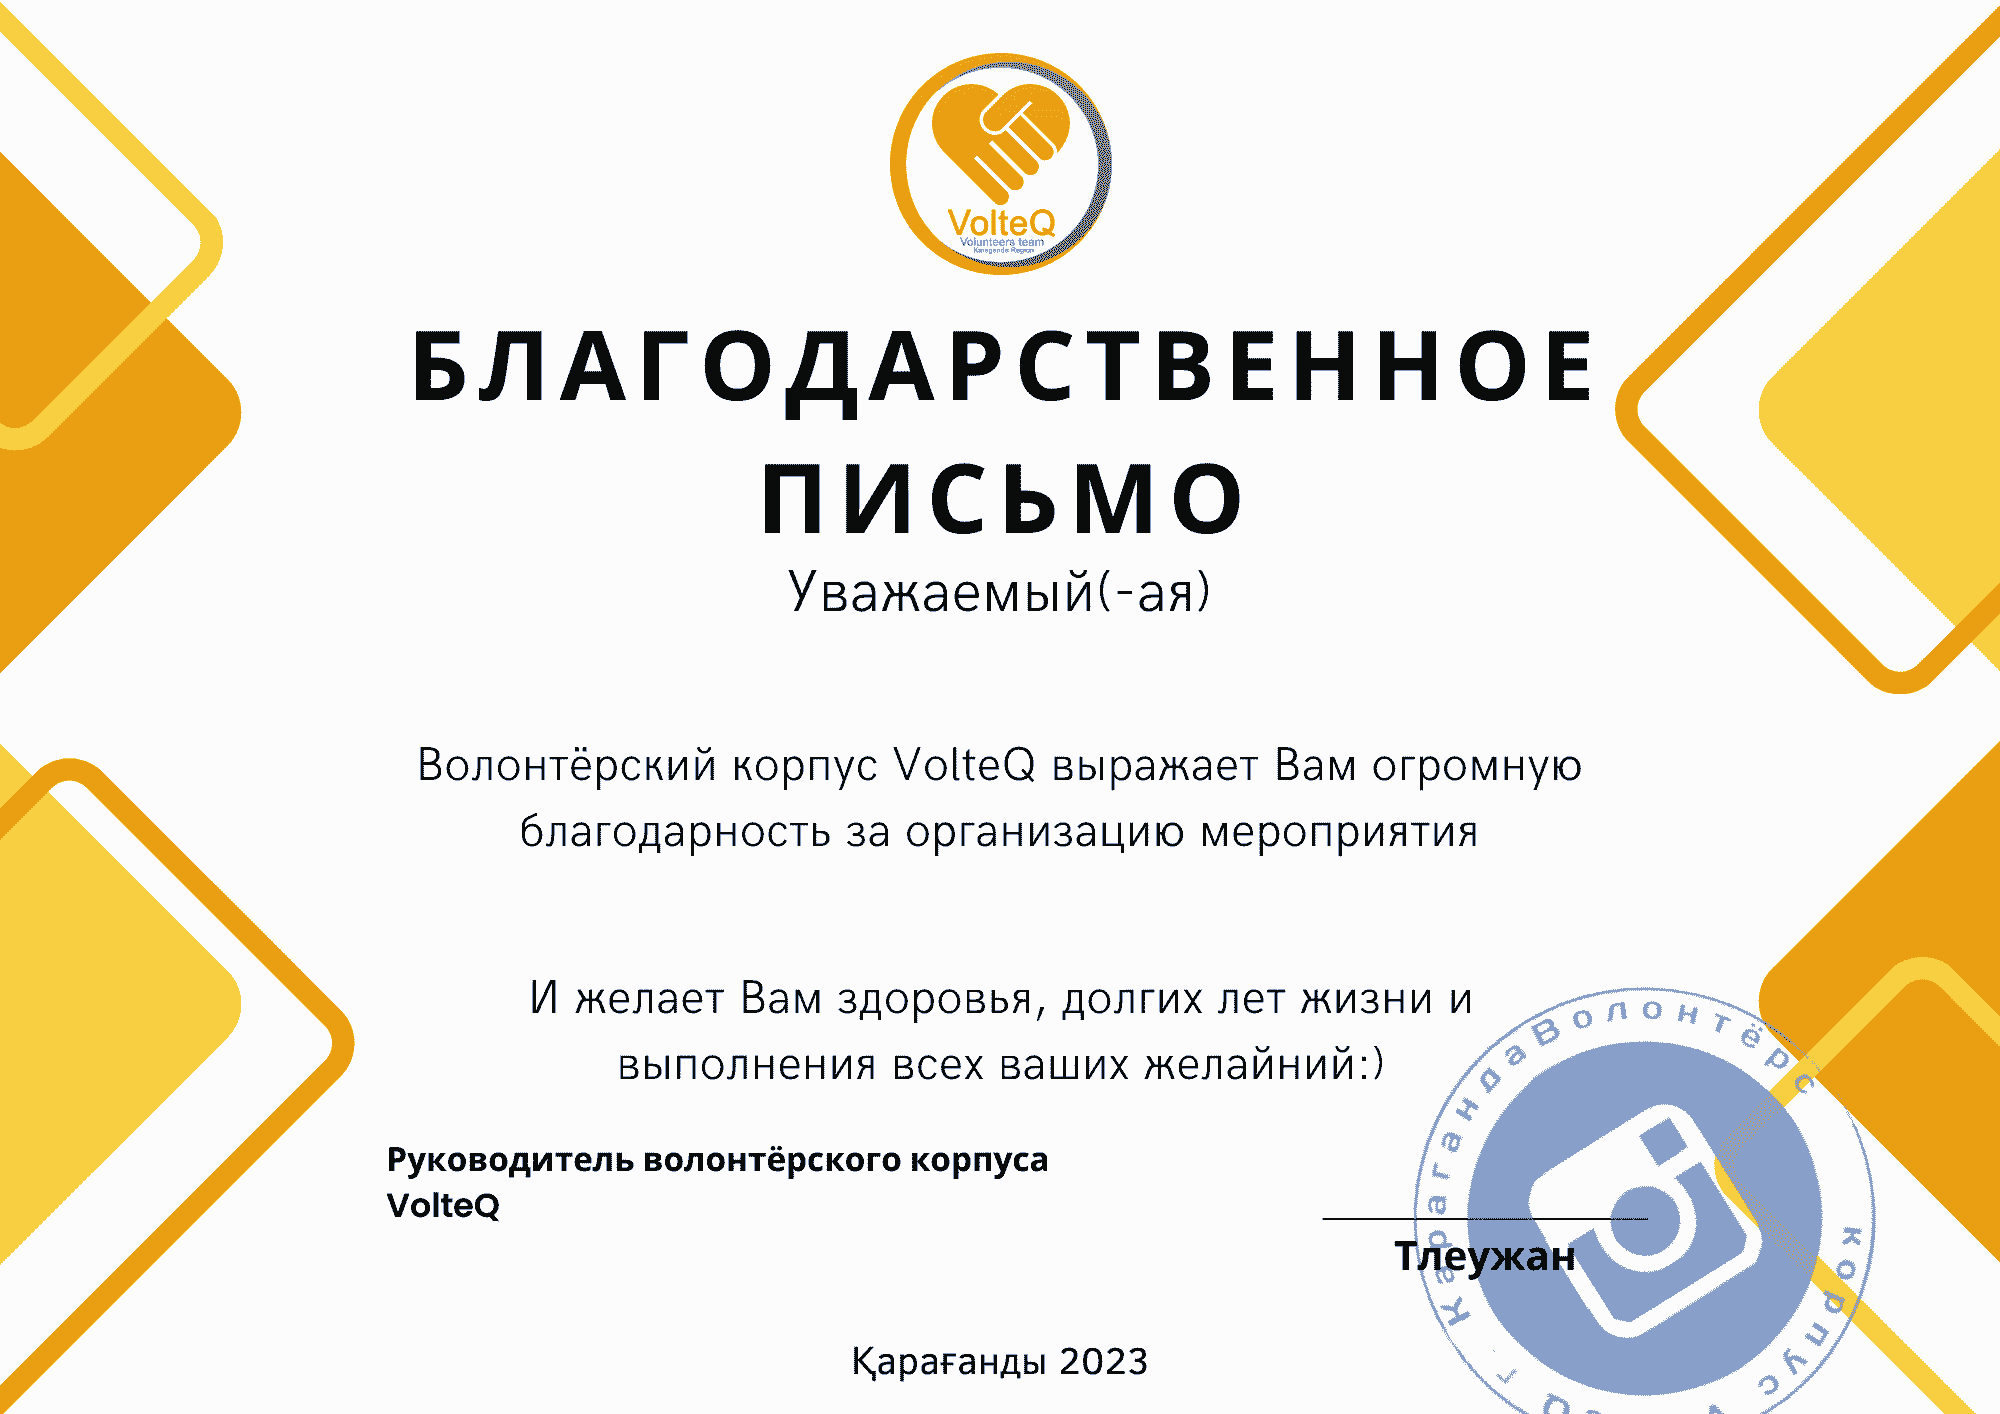 VolteQ
Volunteers team
Karaganda Region
БЛАГОДАРСТВЕННОЕ
ПИСЬМО
Уважаемый(-ая)
Волонтёрский корпус VolteQ выражает Вам огромную
благодарность за организацию мероприятия
И желает Вам здоровья, долгих лет жизни и
выполнения всех ваших желайний:)
Руководитель волонтёрского корпуса
VolteQ
Тлеужан
г. Караганда Волонтёрс
корпус
Қарағанды 2023